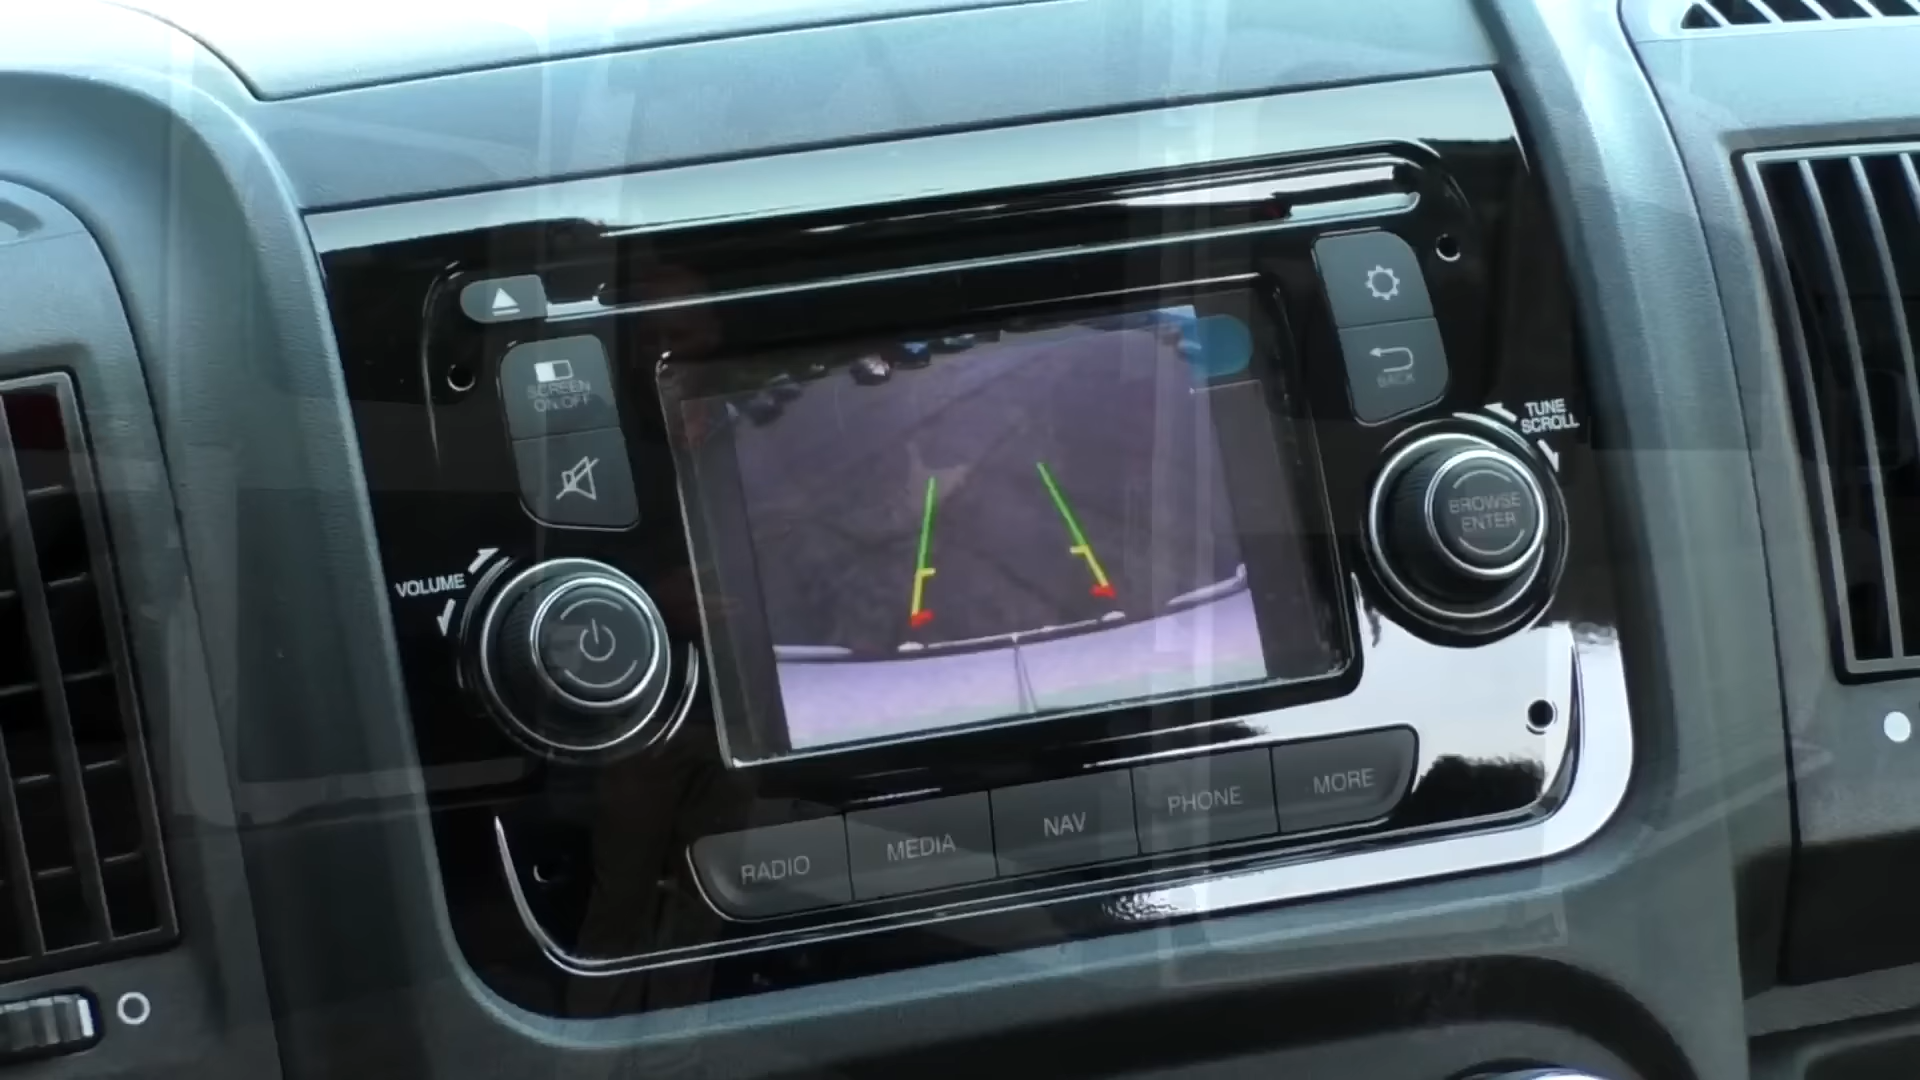 SCREEN
ON/OFF
BACK
TUNE
SCROLL
BROWSE
ENTER
VOLUME
RADIO
MEDIA
NAV
PHONE
MORE